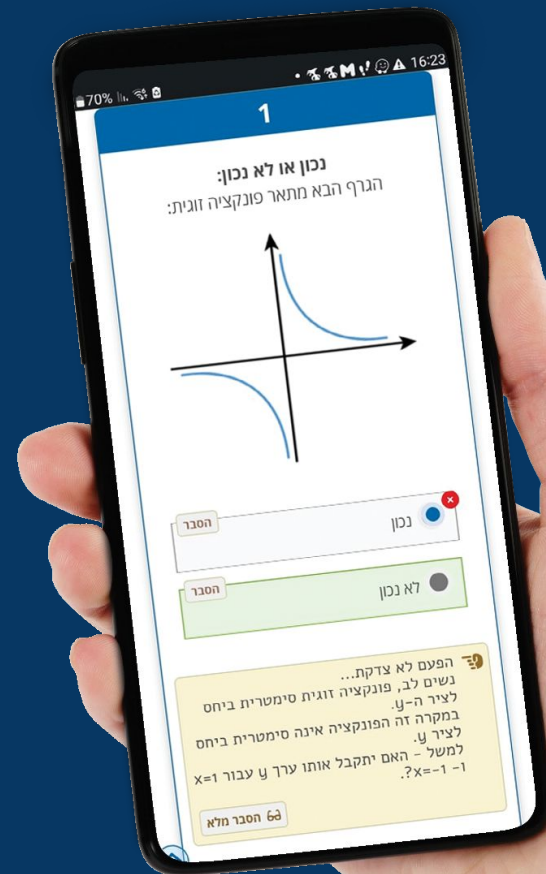 70%
16:23
1
נכון או לא נכון:
הגרף הבא מתאר פונקציה זוגית:
הסבר
נכון
הסבר
לא נכון
הפעם לא צדקת...
נשים לב, פונקציה זוגית סימטרית ביחס
לציר ה-y.
במקרה זה הפונקציה אינה סימטרית ביחס
לציר y.
למשל - האם יתקבל אותו ערך y עבור x=1
ו- x=-1?.
הסבר מלא